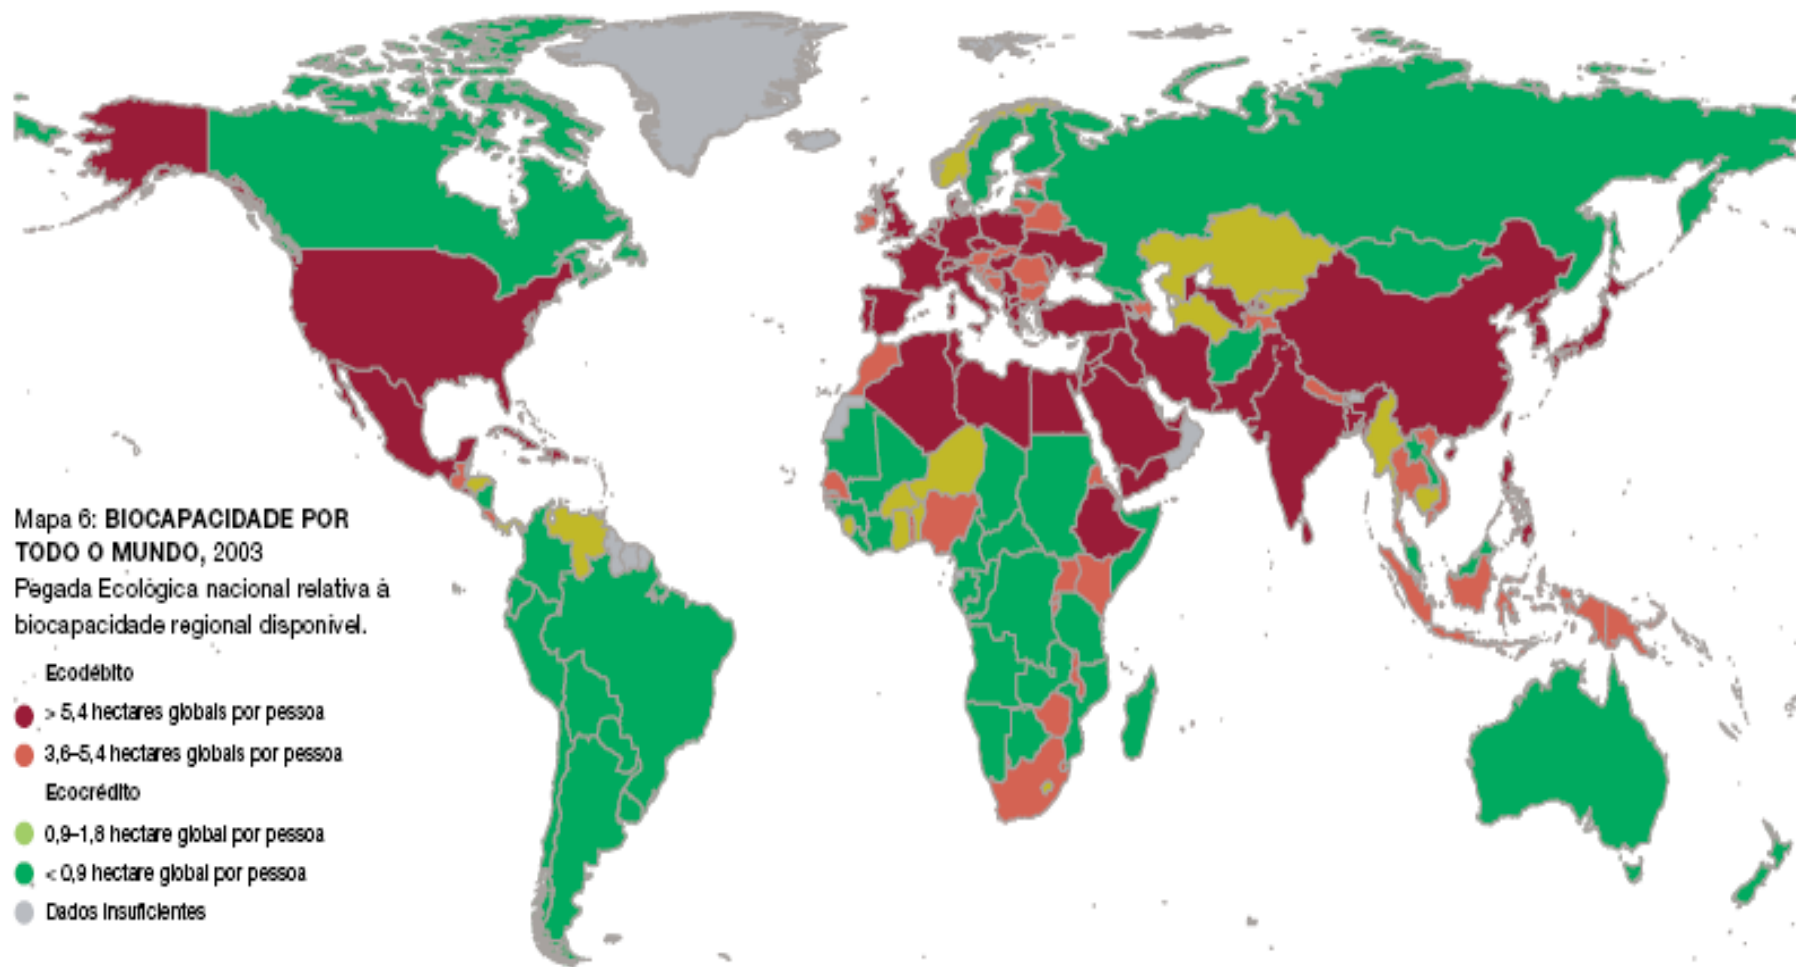 Mapa 6: BIOCAPACIDADE POR
TODO O MUNDO, 2003
Pegada Ecológica nacional relativa à
biocapacidade regional disponível.
Ecodébito
> 5,4 hectares globais por pessoa
3,6–5,4 hectares globais por pessoa
Ecocrédito
0,9–1,8 hectare global por pessoa
< 0,9 hectare global por pessoa
Dados insuficientes